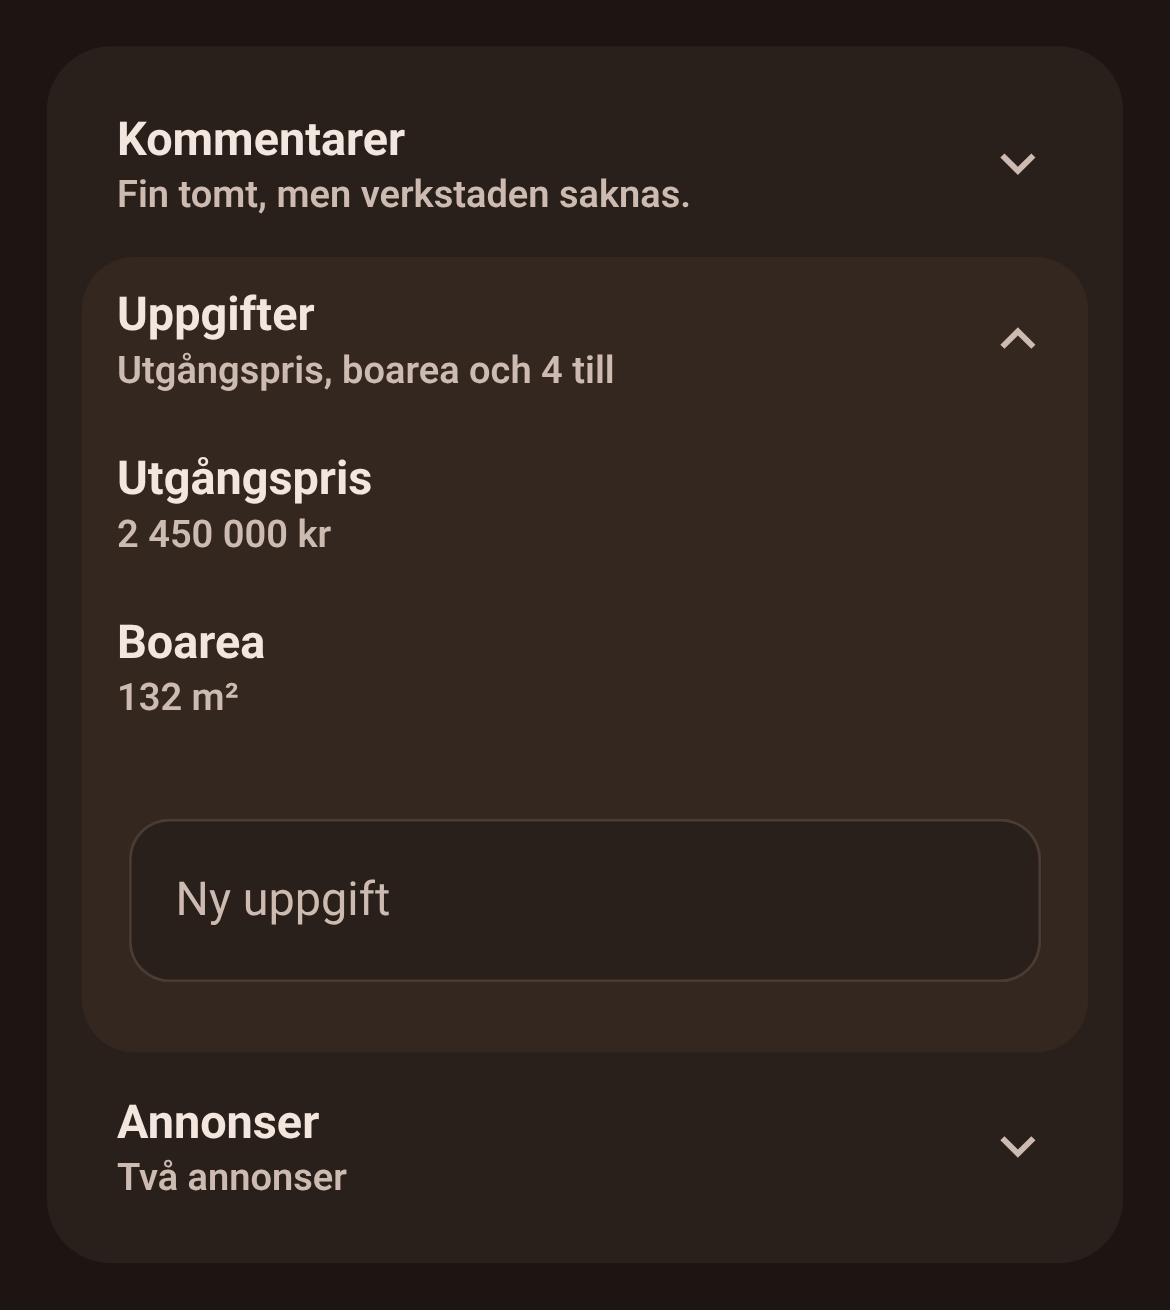 Kommentarer
Fin tomt, men verkstaden saknas.
Uppgifter
Utgångspris, boarea och 4 till
Utgångspris
2 450 000 kr
Boarea
132 m²
Ny uppgift
Annonser
Två annonser